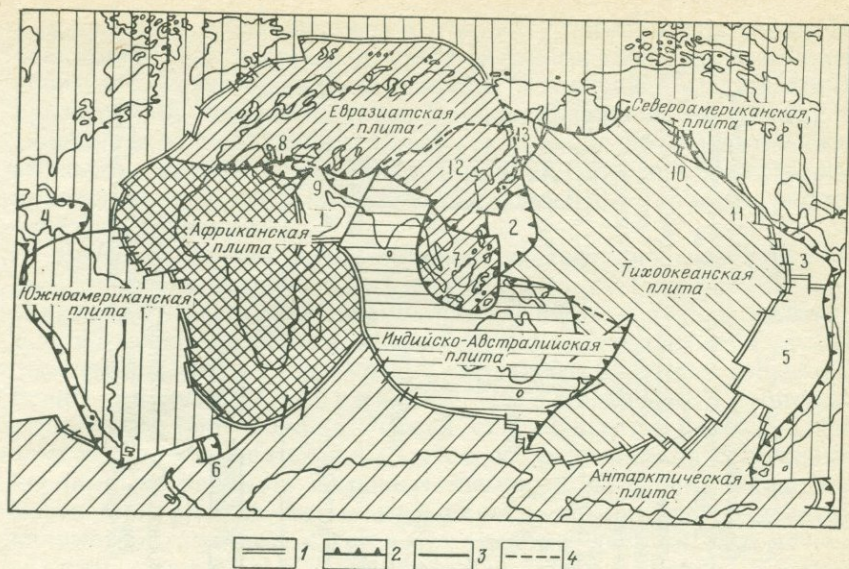 Евразиатская
плита
Североамериканская
плита
8
13
12
10
9
1
4
Африканская
плита
2
11
3
7
Тихоокеанская
плита
Южноамериканская
плита
Индийско-Австралийская
плита
5
6
Антарктическая
плита
1
2
3
4